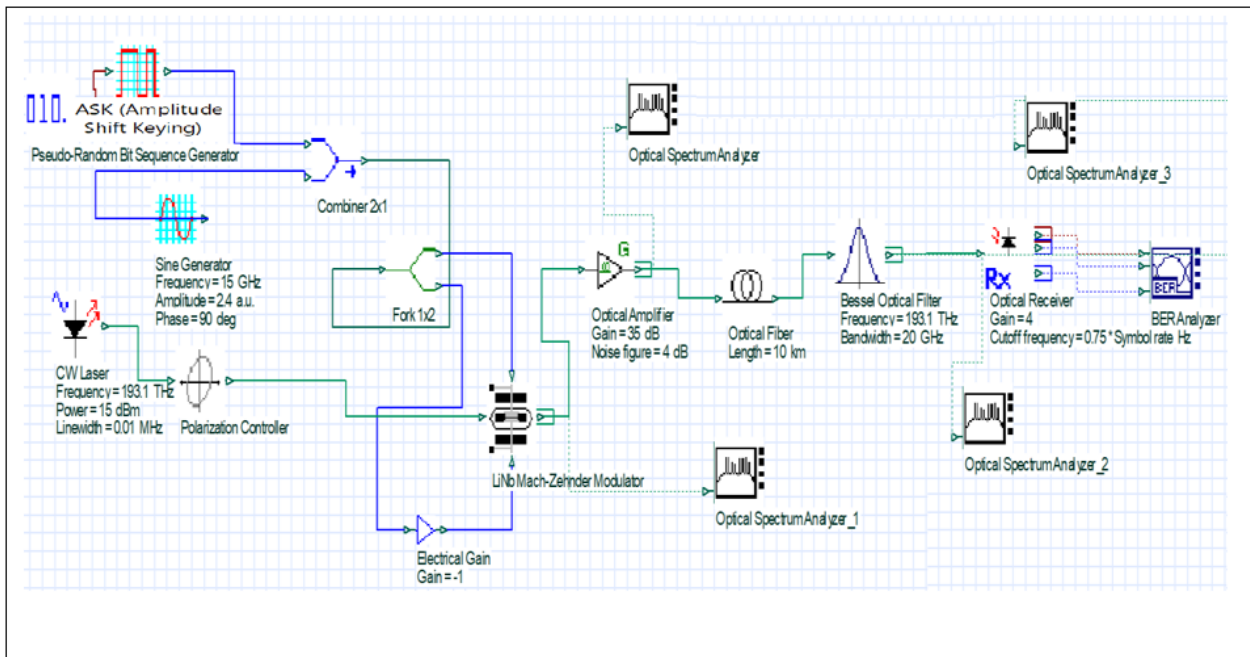 010.
ASK (Amplitude
Shift Keying)
Pseudo-Random Bit Sequence Generator
Combiner 2x1
Sine Generator
Frequency = 15 GHz
Amplitude = 2.4 a.u.
Phase = 90 deg
Fork 1x2
CW Laser
Frequency = 193.1 THz
Power = 15 dBm
Linewidth = 0.01 MHz
Polarization Controller
LiNb Mach-Zehnder Modulator
Electrical Gain
Gain = -1
Optical Spectrum Analyzer
G
Optical Amplifier
Gain = 35 dB
Noise figure = 4 dB
Optical Fiber
Length = 10 km
Optical Spectrum Analyzer_1
Bessel Optical Filter
Frequency = 193.1 THz
Bandwidth = 20 GHz
Optical Spectrum Analyzer_3
Rx
Optical Receiver
Gain = 4
Cutoff frequency = 0.75 * Symbol rate Hz
BER
BER Analyzer
Optical Spectrum Analyzer_2